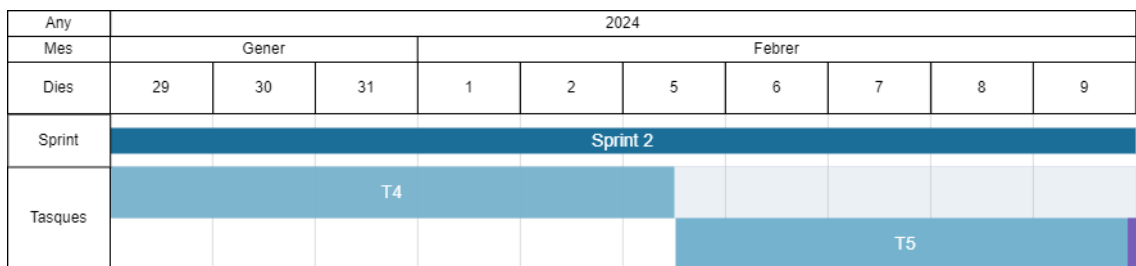 Any 2024
Mes Gener Febrer
Dies 29 30 31 1 2 5 6 7 8 9
Sprint Sprint 2
Tasques T4
T5